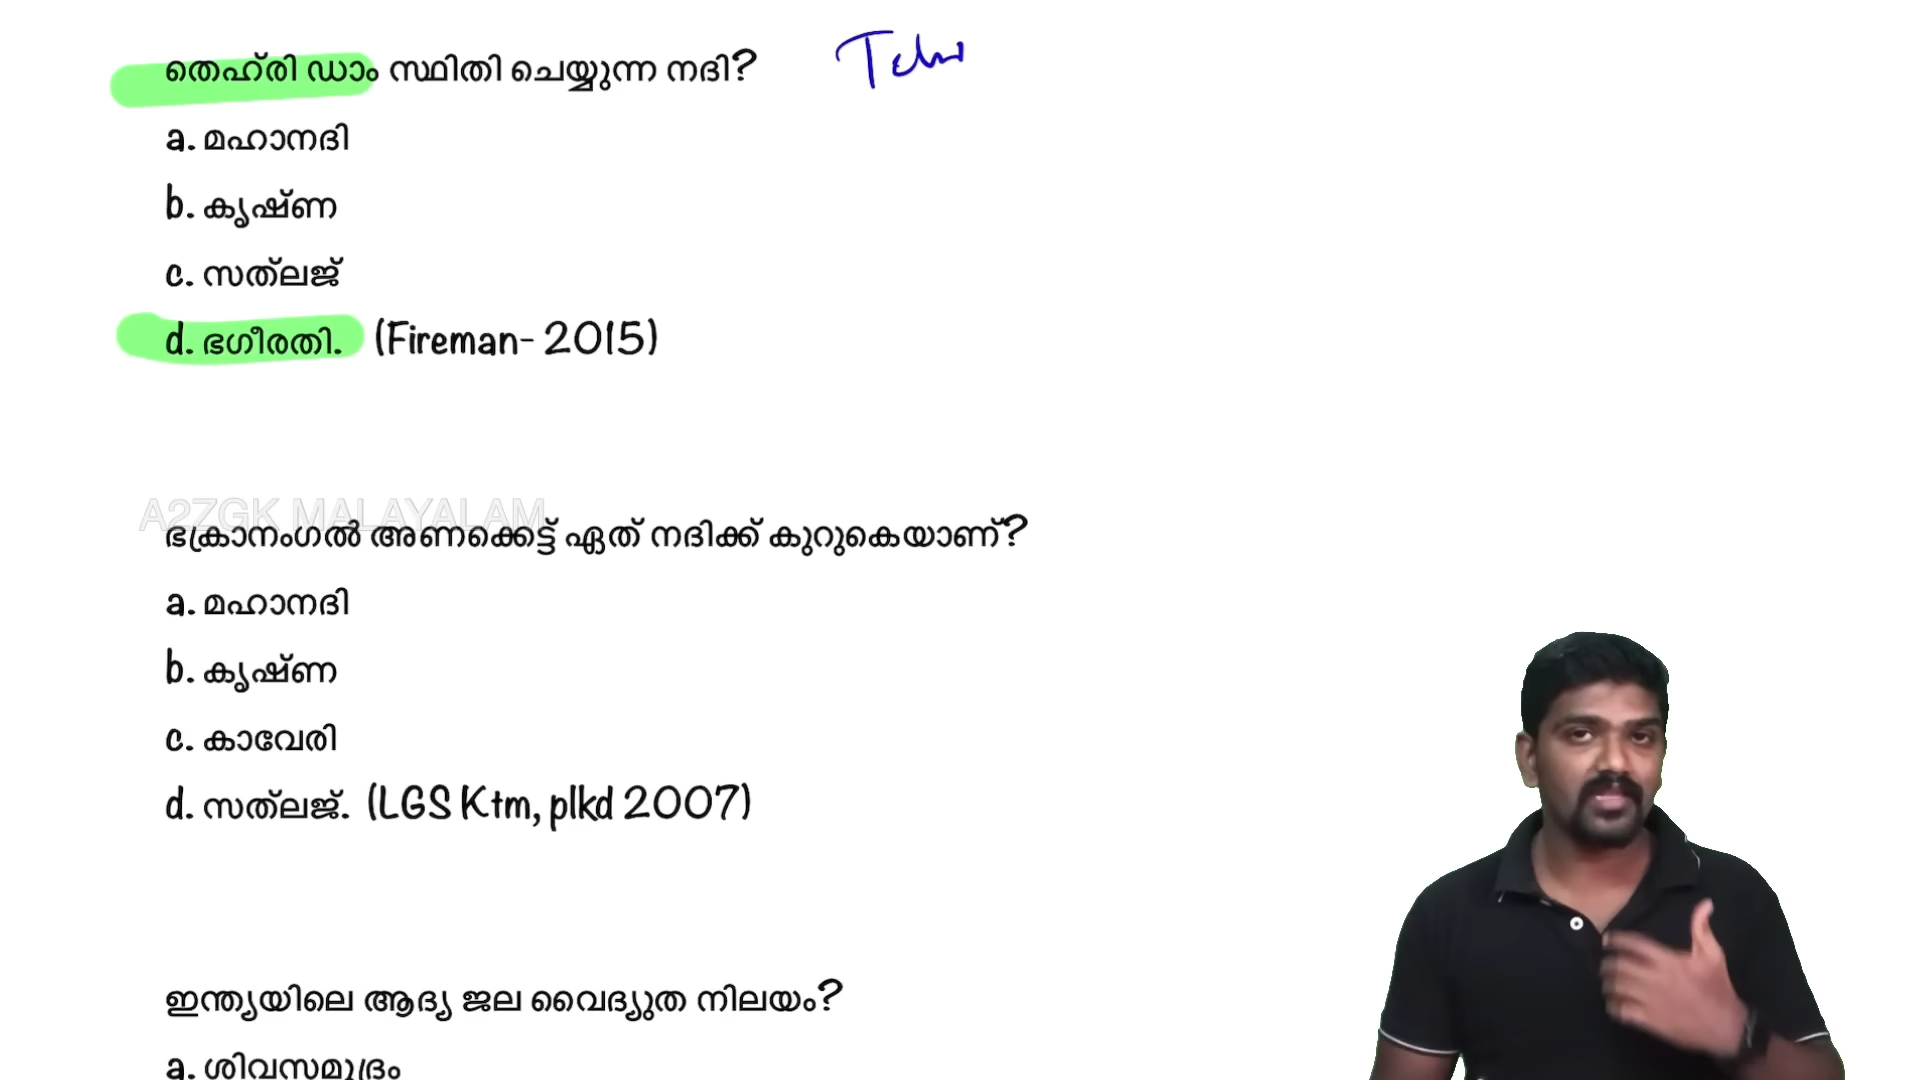 തെഹ്‌രി ഡാം സ്ഥിതി ചെയ്യുന്ന നദി?
a. മഹാനദി
b. കൃഷ്ണ
c. സത്‌ലജ്
d. ഭഗീരതി. (Fireman- 2015)
A2ZGK MALAYALAM
ഭക്രാനംഗൽ അണക്കെട്ട് ഏത് നദിക്ക് കുറുകെയാണ്?
a. മഹാനദി
b. കൃഷ്ണ
c. കാവേരി
d. സത്‌ലജ്. (LGS Ktm, plkd 2007)
ഇന്ത്യയിലെ ആദ്യ ജല വൈദ്യുത നിലയം?
a. ശിവസമുദ്രം